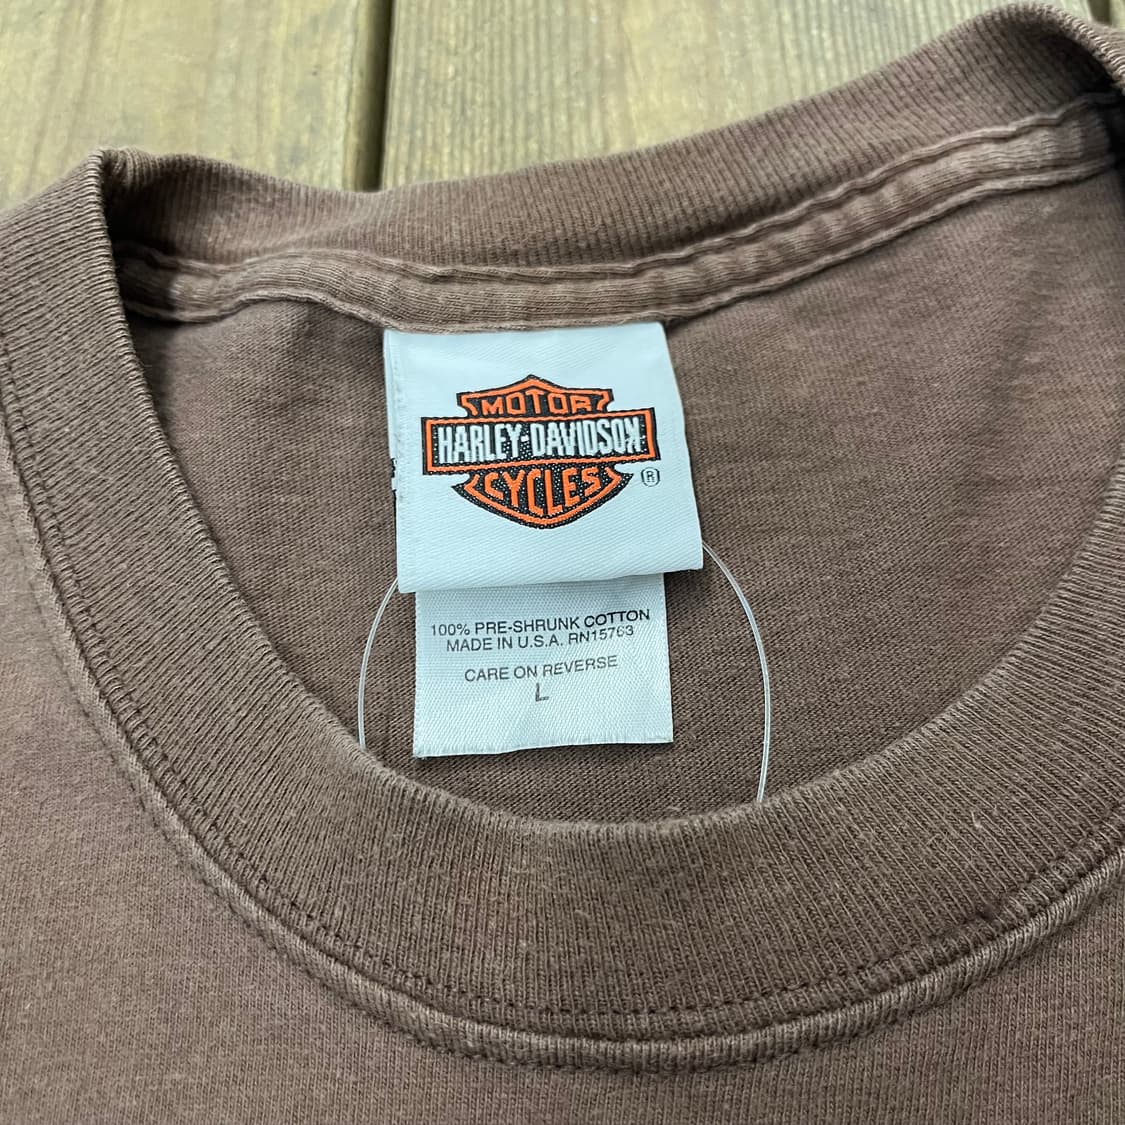 MOTOR
HARLEY-DAVIDSON
CYCLES
®
100% PRE-SHRUNK COTTON
MADE IN U.S.A. RN15763
CARE ON REVERSE
L